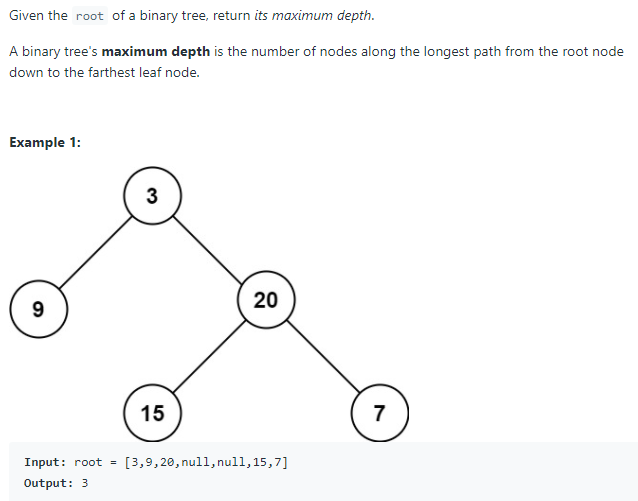 Given the root of a binary tree, return its maximum depth.
A binary tree's maximum depth is the number of nodes along the longest path from the root node
down to the farthest leaf node.
Example 1:
3
9
20
15
7
Input: root = [3,9,20,null,null,15,7]
Output: 3